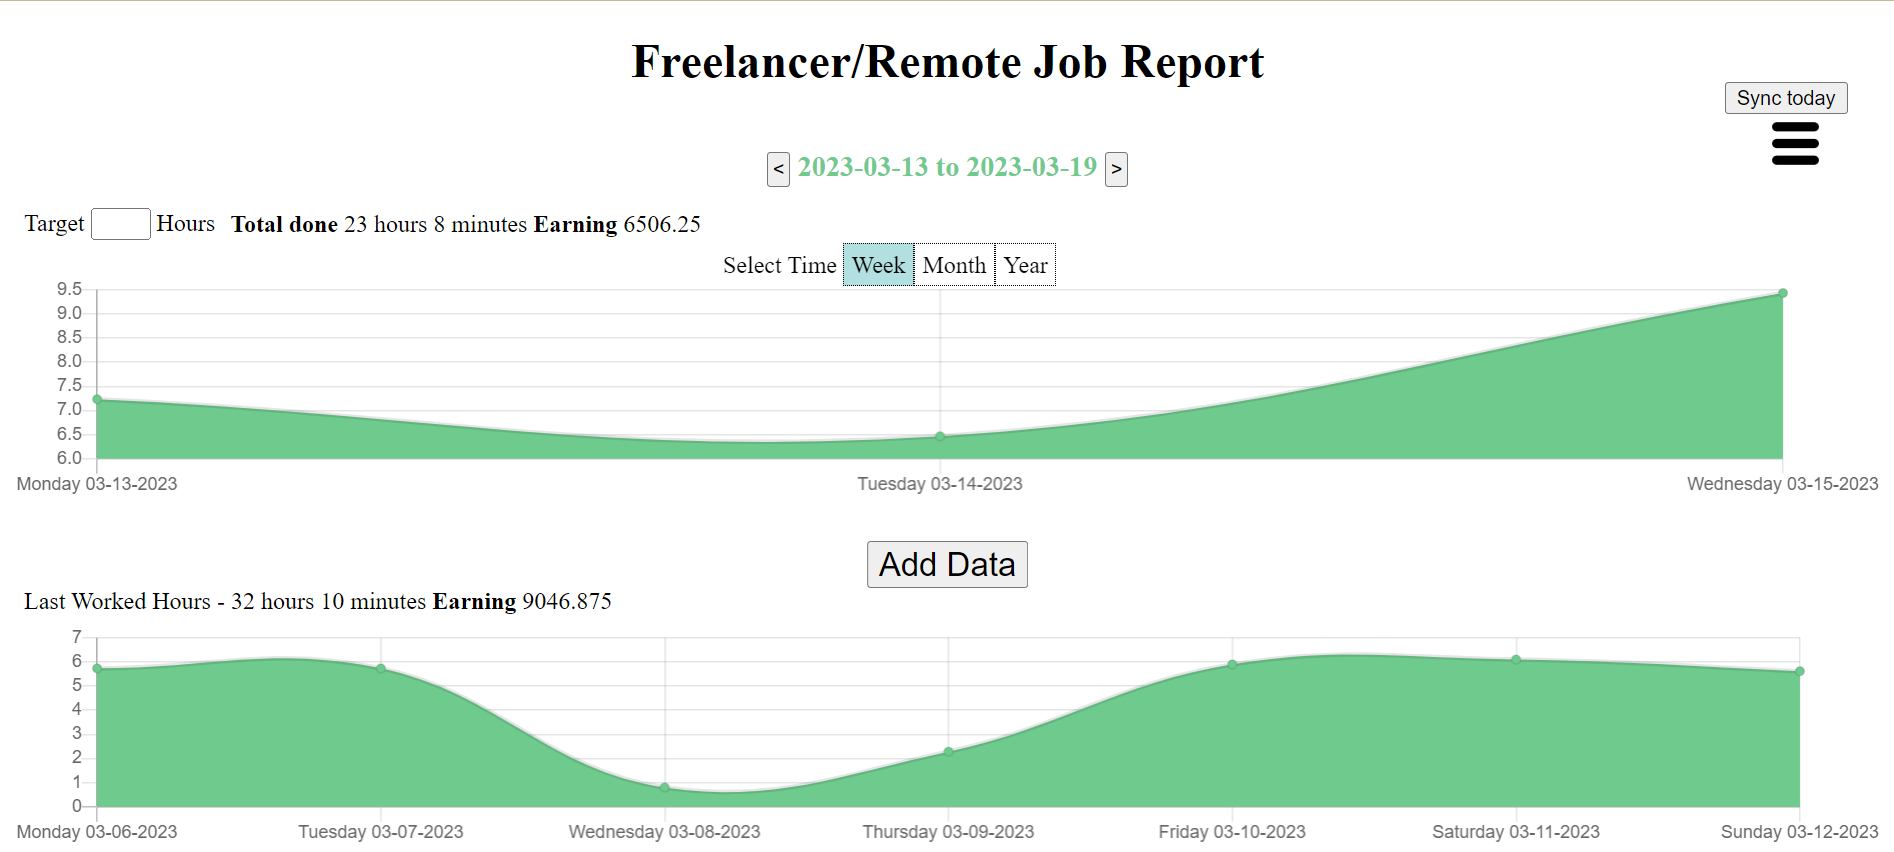 Freelancer/Remote Job Report
Sync today
< 2023-03-13 to 2023-03-19 >
Target Hours Total done 23 hours 8 minutes Earning 6506.25
Select Time Week Month Year
9.5
9.0
8.5
8.0
7.5
7.0
6.5
6.0
Monday 03-13-2023 Tuesday 03-14-2023 Wednesday 03-15-2023
Add Data
Last Worked Hours - 32 hours 10 minutes Earning 9046.875
7
6
5
4
3
2
1
0
Monday 03-06-2023 Tuesday 03-07-2023 Wednesday 03-08-2023 Thursday 03-09-2023 Friday 03-10-2023 Saturday 03-11-2023 Sunday 03-12-2023